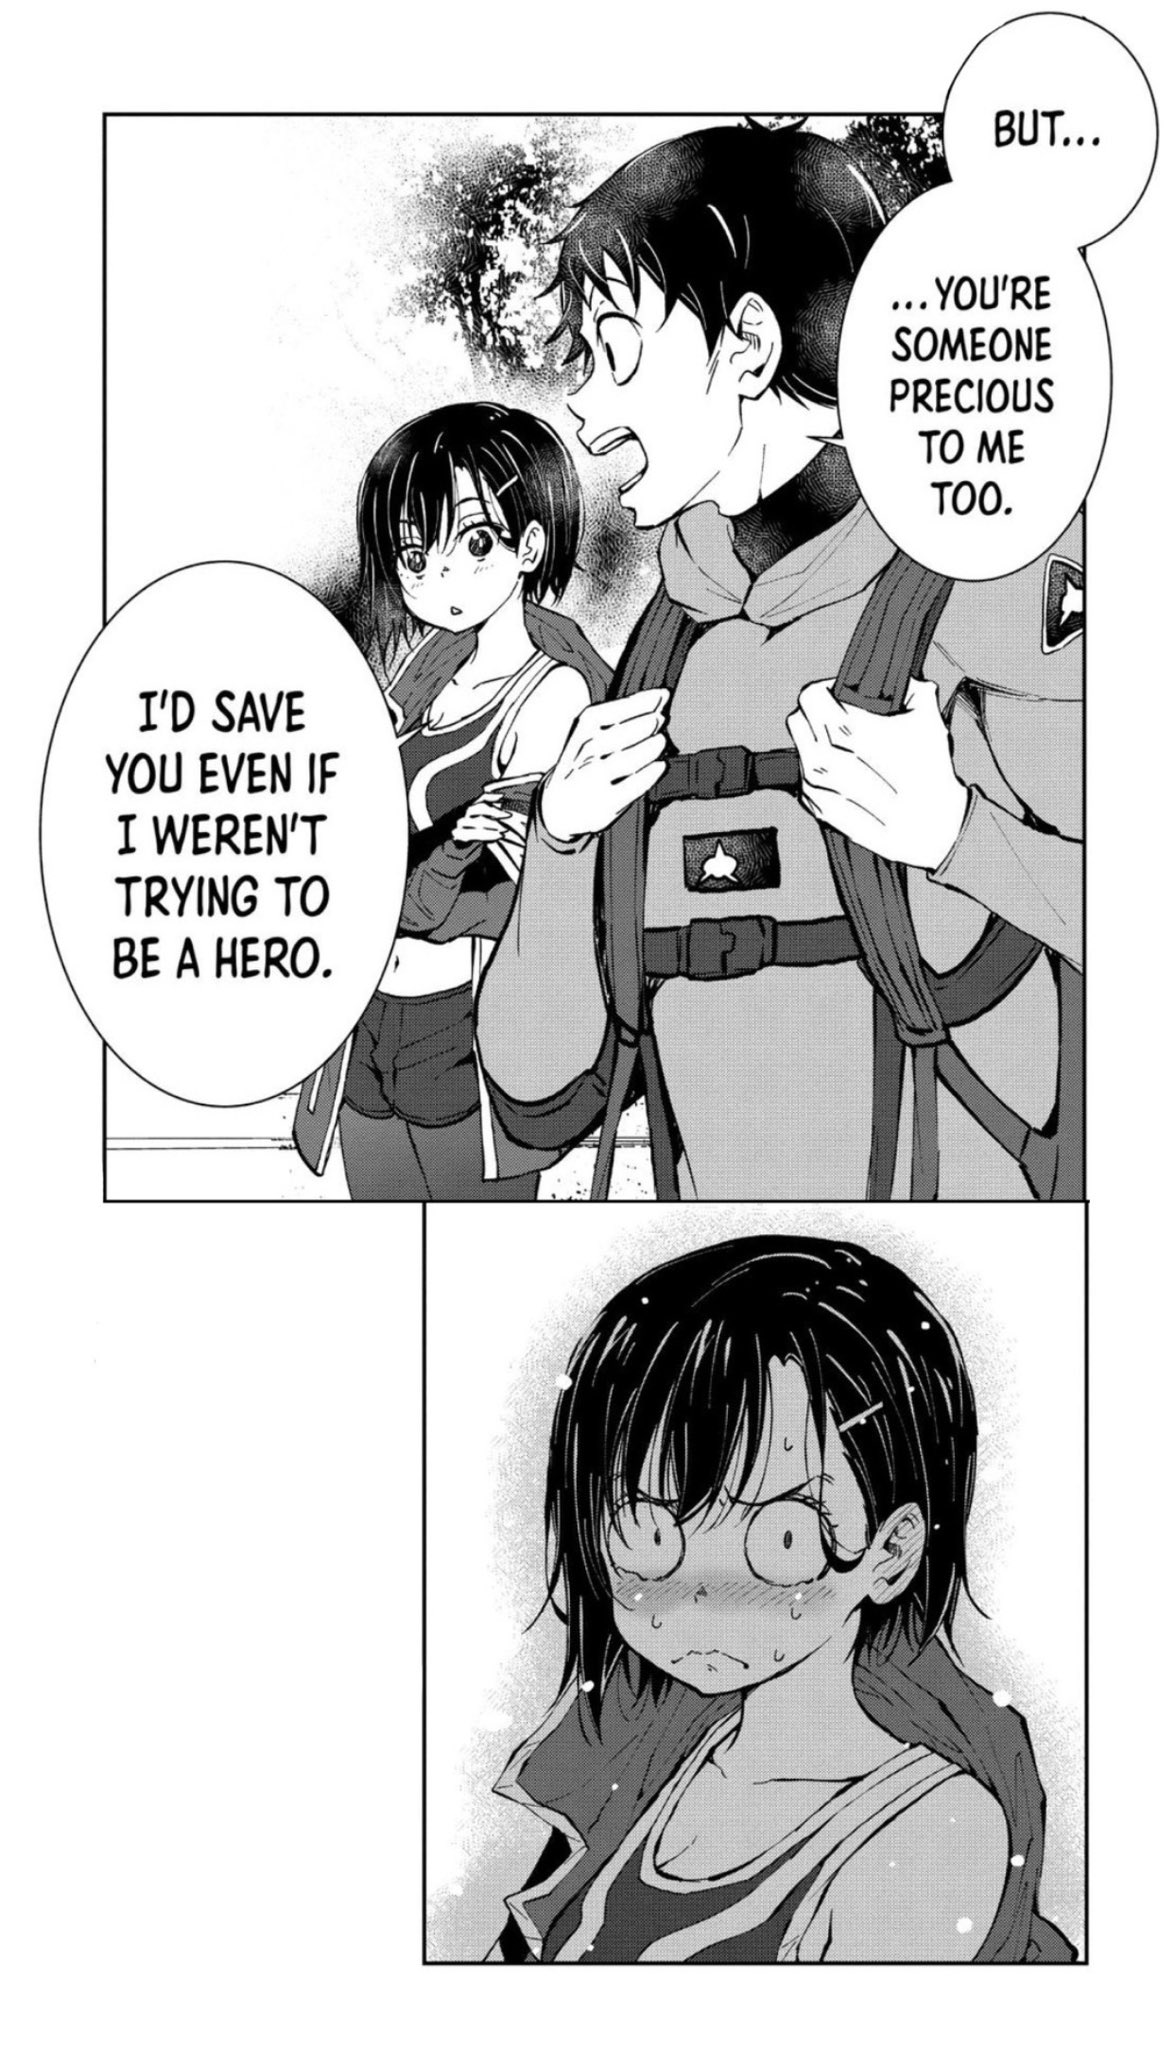 BUT...
...YOU'RE
SOMEONE
PRECIOUS
TO ME
TOO.
I'D SAVE
YOU EVEN IF
I WEREN'T
TRYING TO
BE A HERO.